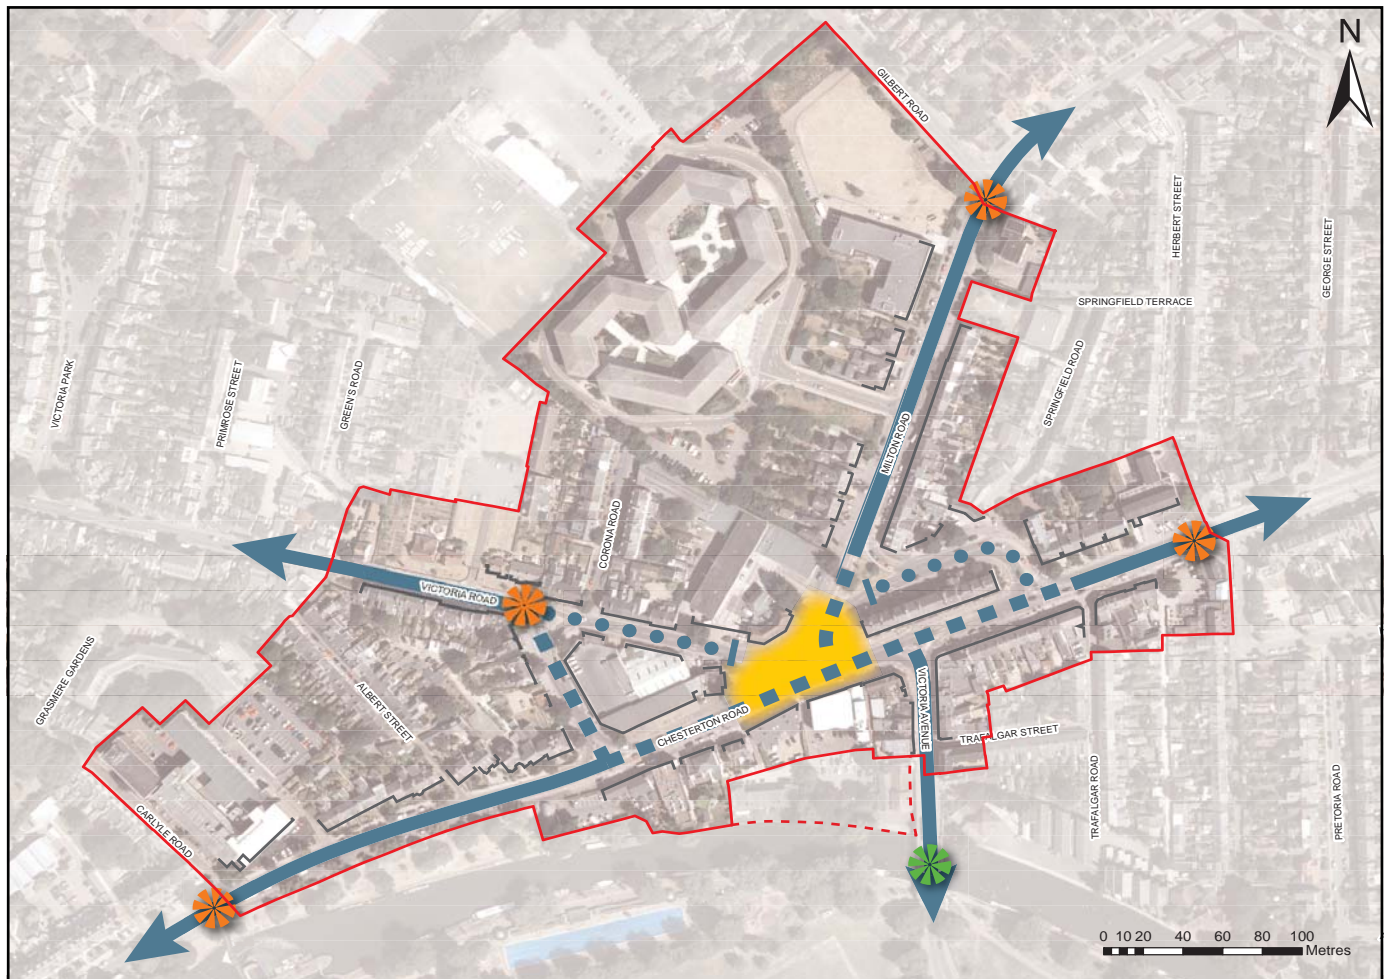 N
GILBERT ROAD
HERBERT STREET
GEORGE STREET
SPRINGFIELD TERRACE
SPRINGFIELD ROAD
VICTORIA PARK
PRIMROSE STREET
GREEN'S ROAD
MILTON ROAD
CORONA ROAD
VICTORIA ROAD
GRASMERE GARDENS
ALBERT STREET
CHESTERTON ROAD
VICTORIA AVENUE
TRAFALGAR STREET
CARLYLE ROAD
TRAFALGAR ROAD
PRETORIA ROAD
0 10 20 40 60 80 100
Metres